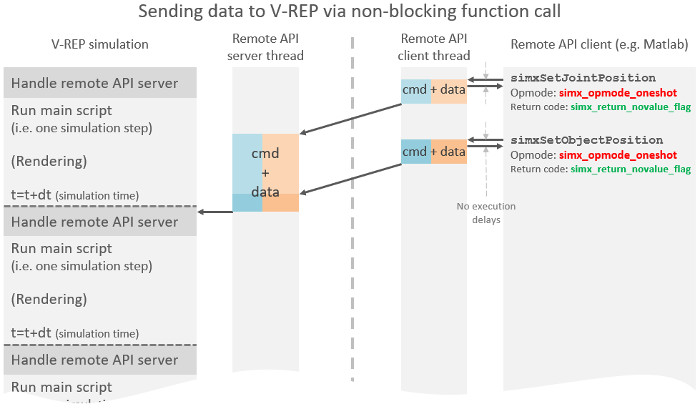 Sending data to V-REP via non-blocking function call
V-REP simulation
Remote API
server thread
Remote API
client thread
Remote API client (e.g. Matlab)
Handle remote API server
Run main script
(i.e. one simulation step)
(Rendering)
t=t+dt (simulation time)
Handle remote API server
Run main script
(i.e. one simulation step)
(Rendering)
t=t+dt (simulation time)
Handle remote API server
Run main script
cmd
+
data
cmd + data
cmd + data
simxSetJointPosition
Opmode: simx_opmode_oneshot
Return code: simx_return_novalue_flag
simxSetObjectPosition
Opmode: simx_opmode_oneshot
Return code: simx_return_novalue_flag
No execution
delays